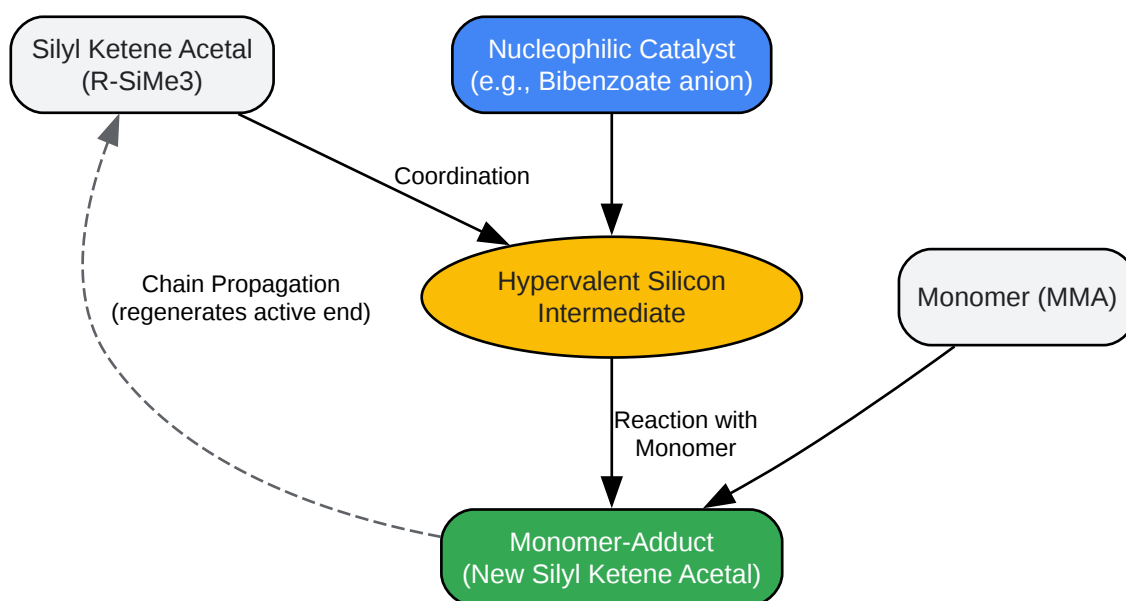 Silyl Ketene Acetal
(R-SiMe3)
Nucleophilic Catalyst
(e.g., Bibenzoate anion)
Coordination
Hypervalent Silicon
Intermediate
Monomer (MMA)
Chain Propagation
(regenerates active end)
Reaction with
Monomer
Monomer-Adduct
(New Silyl Ketene Acetal)